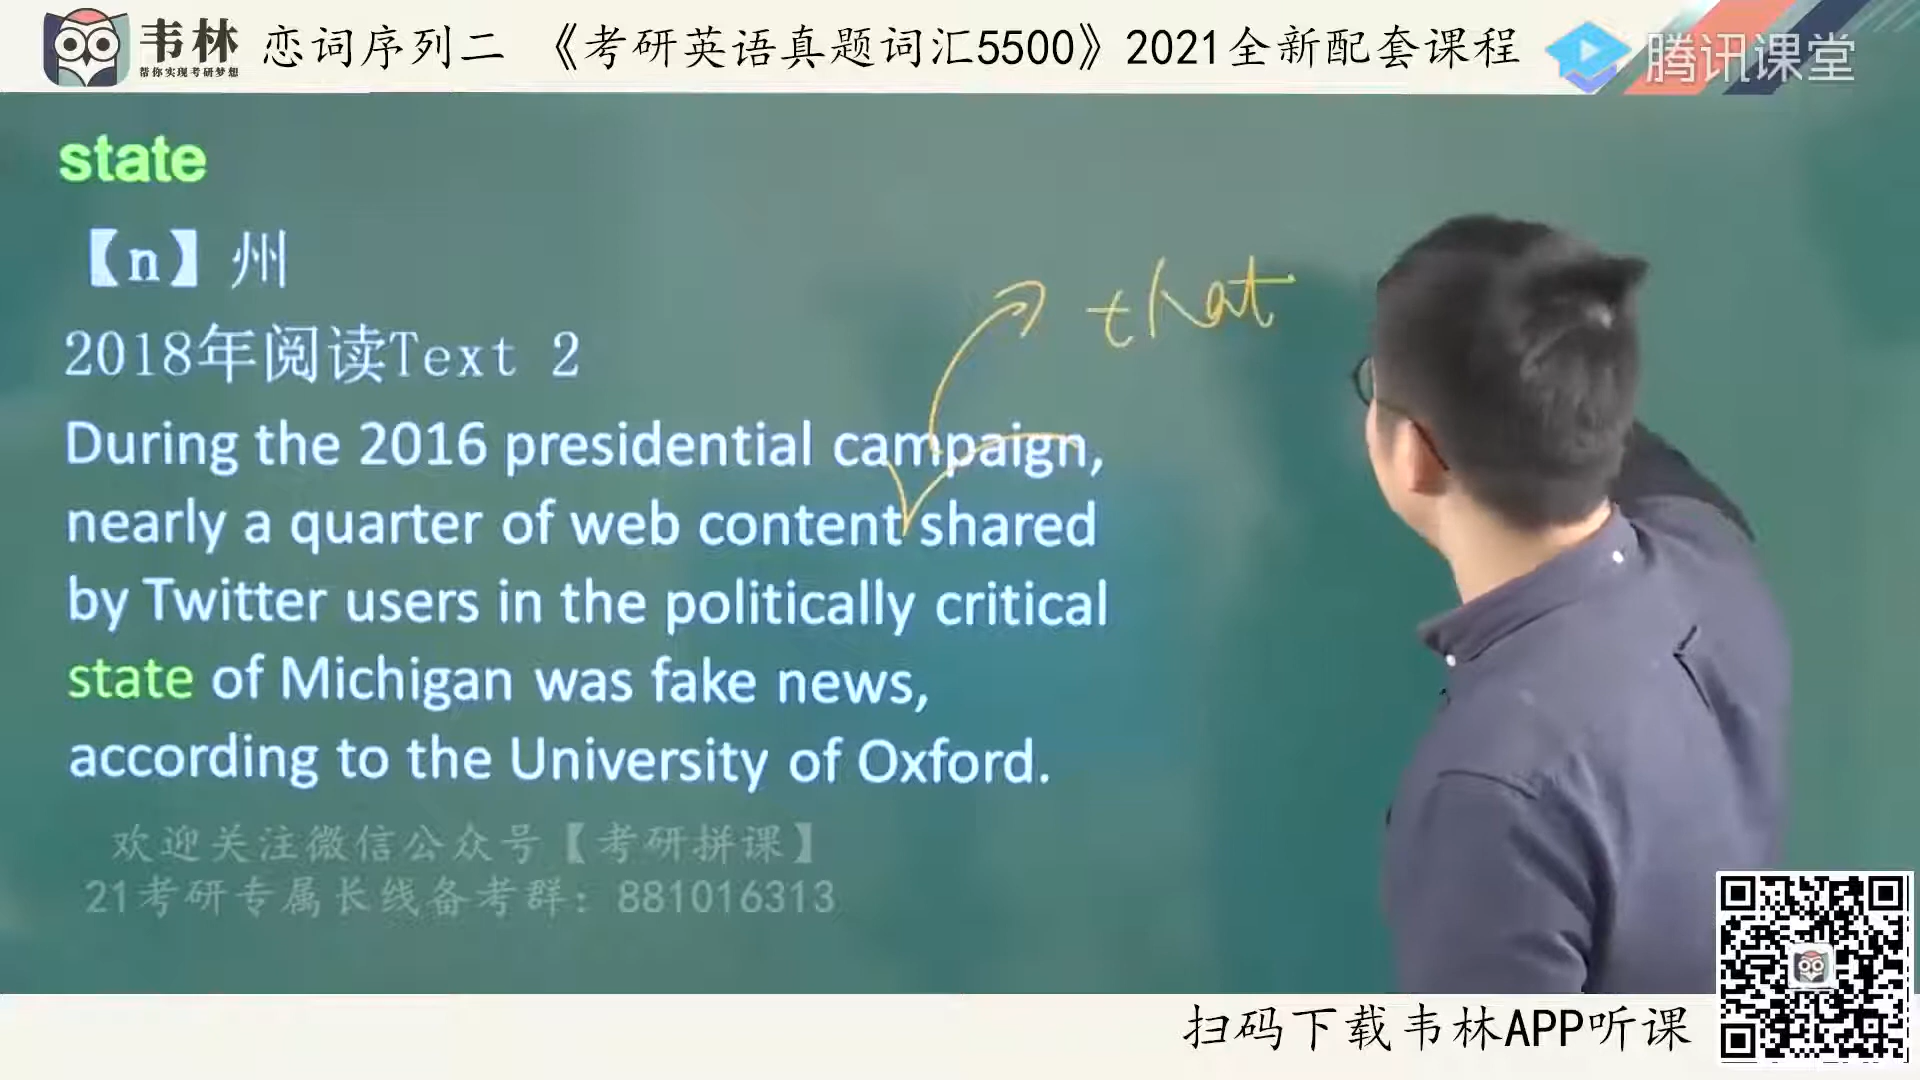 韦林
帮你实现考研梦想
恋词序列二 《考研英语真题词汇5500》2021全新配套课程
腾讯课堂
state
【n】州
2018年阅读Text 2
that
During the 2016 presidential campaign,
nearly a quarter of web content shared
by Twitter users in the politically critical
state of Michigan was fake news,
according to the University of Oxford.
欢迎关注微信公众号【考研拼课】
21考研专属长线备考群：881016313
扫码下载韦林APP听课